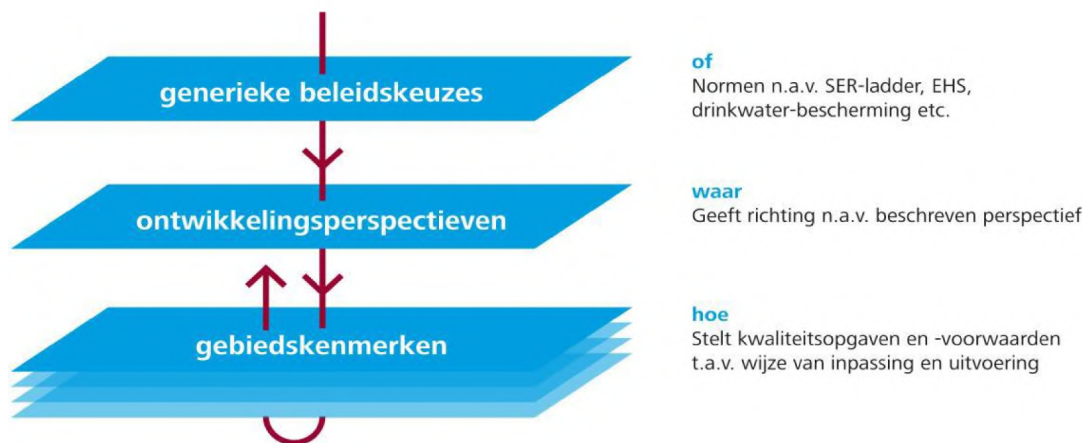 generieke beleidskeuzes
of
Normen n.a.v. SER-ladder, EHS,
drinkwater-bescherming etc.
ontwikkelingsperspectieven
waar
Geeft richting n.a.v. beschreven perspectief
gebiedskenmerken
hoe
Stelt kwaliteitsopgaven en -voorwaarden
t.a.v. wijze van inpassing en uitvoering